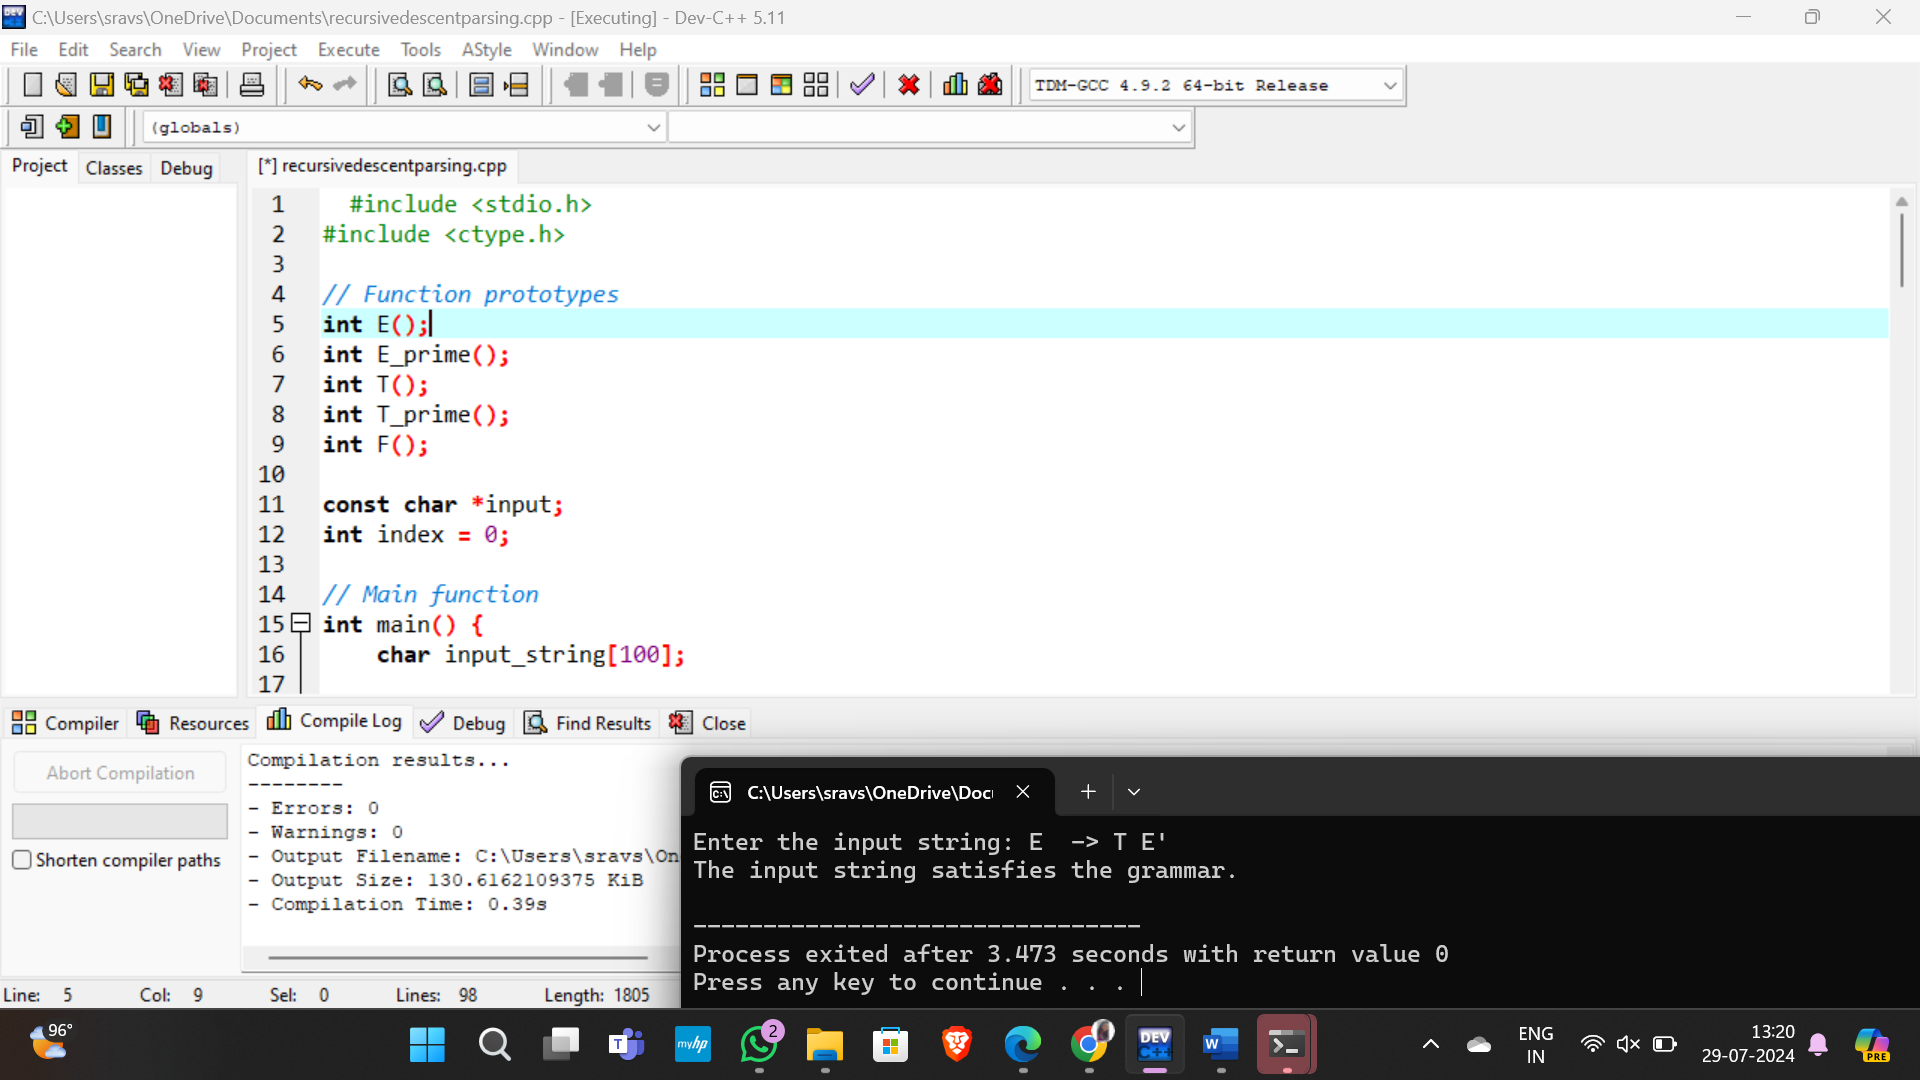 C:\Users\sravs\OneDrive\Documents\recursivedescentparsing.cpp - [Executing] - Dev-C++ 5.11
File Edit Search View Project Execute Tools AStyle Window Help
TDM-GCC 4.9.2 64-bit Release
(globals)
Project Classes Debug
[*] recursivedescentparsing.cpp
1 #include <stdio.h>
2 #include <ctype.h>
3
4 // Function prototypes
5 int E();
6 int E_prime();
7 int T();
8 int T_prime();
9 int F();
10
11 const char *input;
12 int index = 0;
13
14 // Main function
15 int main() {
16 char input_string[100];
17
Compiler Resources Compile Log Debug Find Results Close
Abort Compilation
Shorten compiler paths
Compilation results...
--------
- Errors: 0
- Warnings: 0
- Output Filename: C:\Users\sravs\On
- Output Size: 130.6162109375 KiB
- Compilation Time: 0.39s
C:\Users\sravs\OneDrive\Doc
Enter the input string: E  -> T E'
The input string satisfies the grammar.
--------------------------------
Process exited after 3.473 seconds with return value 0
Press any key to continue . . .
Line: 5 Col: 9 Sel: 0 Lines: 98 Length: 1805
96°
myhp
2
DEV C++
W
ENG
IN
13:20
29-07-2024
PRE